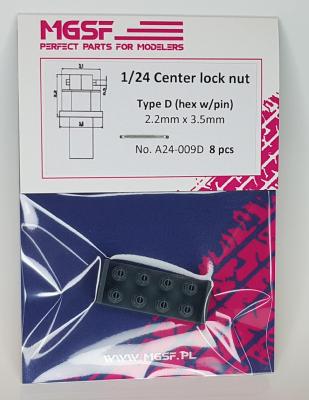 MGSF
PERFECT PARTS FOR MODELERS
1/24 Center lock nut
Type D (hex w/pin)
2.2mm x 3.5mm
No. A24-009D 8 pcs
WWW.MGSF.PL